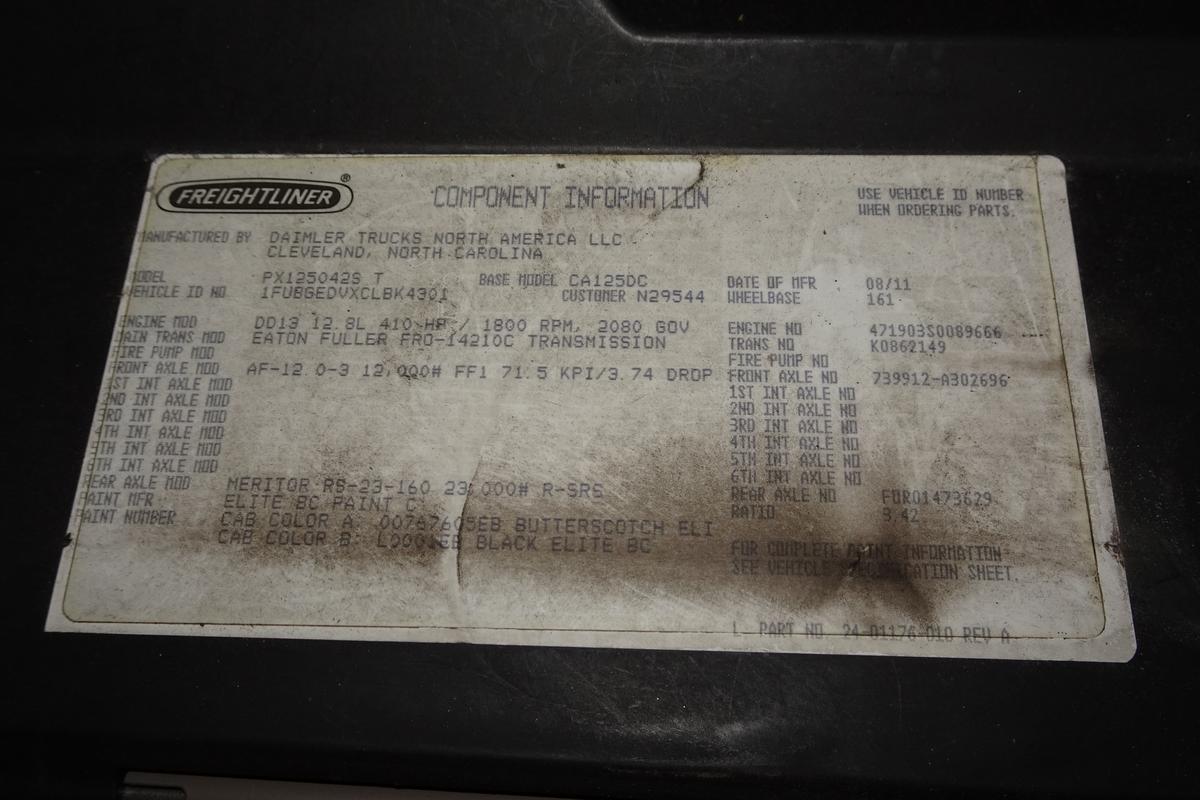 FREIGHTLINER®
COMPONENT INFORMATION
USE VEHICLE ID NUMBER
WHEN ORDERING PARTS.
MANUFACTURED BY DAIMLER TRUCKS NORTH AMERICA LLC
CLEVELAND, NORTH CAROLINA
MODEL PX125042S T BASE MODEL CA125DC DATE OF MFR 08/11
VEHICLE ID NO 1FUBGEDVXCLBK4301 CUSTOMER N29544 WHEELBASE 161
ENGINE MOD DD13 12.8L 410 HP / 1800 RPM, 2080 GOV ENGINE NO 471903S0089666
MAIN TRANS MOD EATON FULLER FRO-14210C TRANSMISSION TRANS NO K0862149
FIRE PUMP MOD FIRE PUMP NO
FRONT AXLE MOD AF-12.0-3 12,000# FF1 71.5 KPI/3.74 DROP FRONT AXLE NO 739912-A302696
1ST INT AXLE MOD 1ST INT AXLE NO
2ND INT AXLE MOD 2ND INT AXLE NO
3RD INT AXLE MOD 3RD INT AXLE NO
4TH INT AXLE MOD 4TH INT AXLE NO
5TH INT AXLE MOD 5TH INT AXLE NO
6TH INT AXLE MOD 6TH INT AXLE NO
REAR AXLE MOD MERITOR RS-23-160 23,000# R-SRS REAR AXLE NO FOR01473629
PAINT MFR ELITE BC PAINT C RATIO 3.42
PAINT NUMBER CAB COLOR A: 00767605EB BUTTERSCOTCH ELI
CAB COLOR B: L0001EB BLACK ELITE BC
FOR COMPLETE PAINT INFORMATION
SEE VEHICLE SPECIFICATION SHEET.
PART NO 24-01176-010 REV A